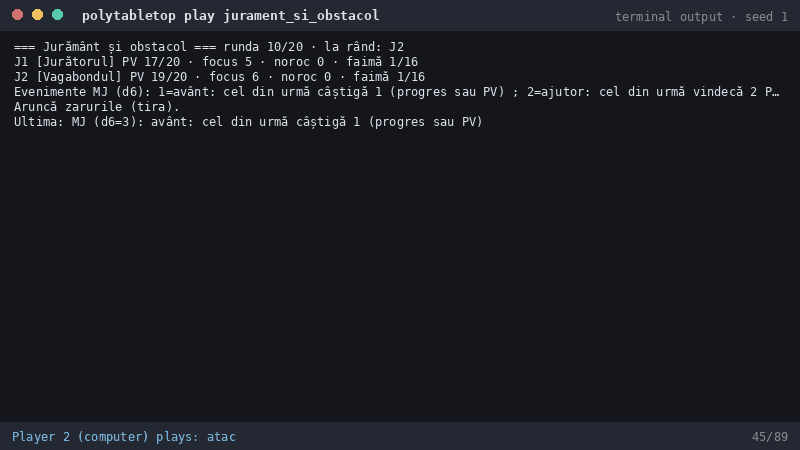 polytabletop play jurament_si_obstacol
terminal output · seed 1
=== Jurământ și obstacol === runda 10/20 · la rând: J2
J1 [Jurătorul] PV 17/20 · focus 5 · noroc 0 · faimă 1/16
J2 [Vagabondul] PV 19/20 · focus 6 · noroc 0 · faimă 1/16
Evenimente MJ (d6): 1=avânt: cel din urmă câștigă 1 (progres sau PV) ; 2=ajutor: cel din urmă vindecă 2 P…
Aruncă zarurile (tira).
Ultima: MJ (d6=3): avânt: cel din urmă câștigă 1 (progres sau PV)
Player 2 (computer) plays: atac
45/89